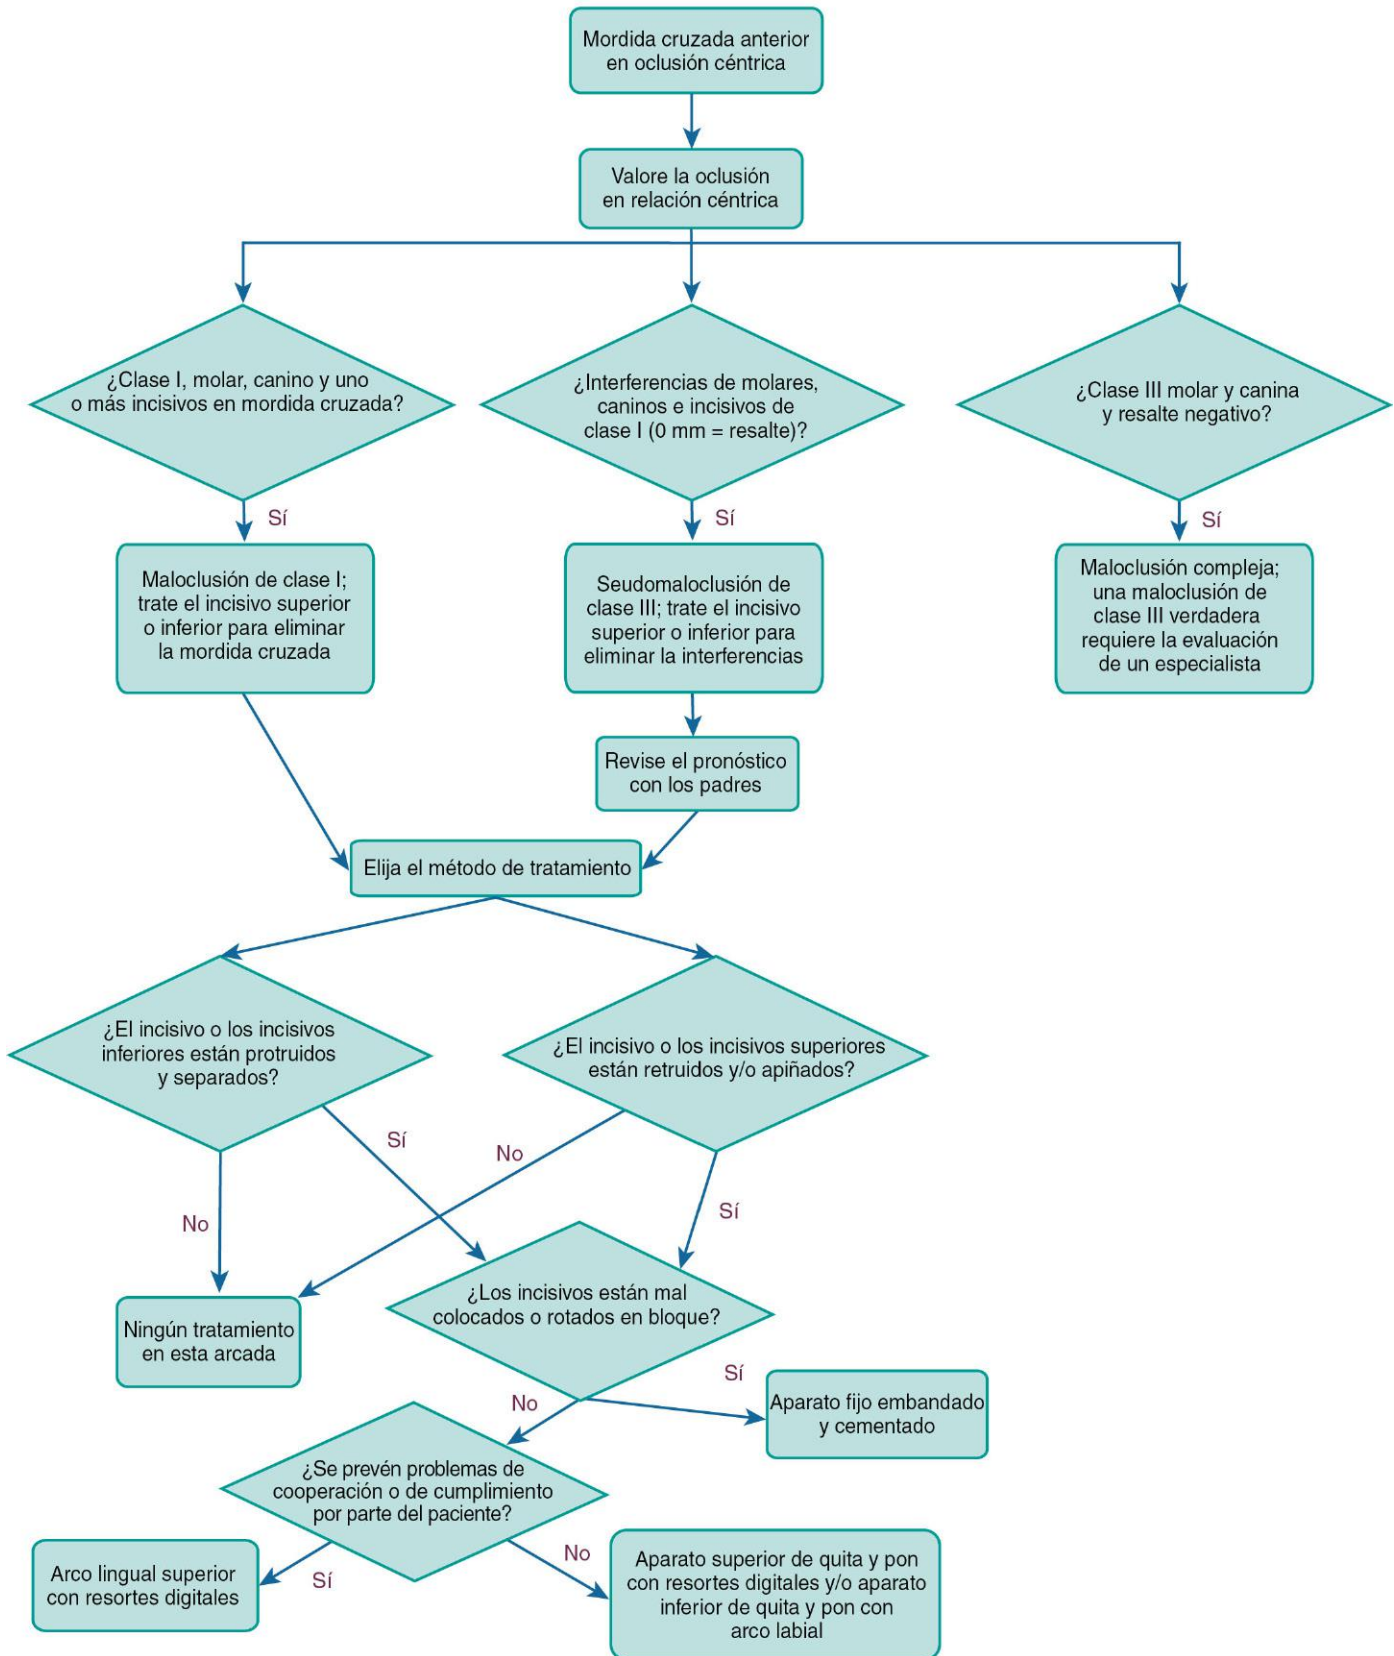 Mordida cruzada anterior
en oclusión céntrica
Valore la oclusión
en relación céntrica
¿Clase I, molar, canino y uno
o más incisivos en mordida cruzada?
¿Interferencias de molares,
caninos e incisivos de
clase I (0 mm = resalte)?
¿Clase III molar y canina
y resalte negativo?
Sí
Sí
Sí
Maloclusión de clase I;
trate el incisivo superior
o inferior para eliminar
la mordida cruzada
Seudomaloclusión de
clase III; trate el incisivo
superior o inferior para
eliminar la interferencias
Maloclusión compleja;
una maloclusión de
clase III verdadera
requiere la evaluación
de un especialista
Revise el pronóstico
con los padres
Elija el método de tratamiento
¿El incisivo o los incisivos
inferiores están protruidos
y separados?
¿El incisivo o los incisivos superiores
están retruidos y/o apiñados?
Sí
No
No
Sí
Ningún tratamiento
en esta arcada
¿Los incisivos están mal
colocados o rotados en bloque?
Sí
No
Aparato fijo embandado
y cementado
¿Se prevén problemas de
cooperación o de cumplimiento
por parte del paciente?
Sí
No
Arco lingual superior
con resortes digitales
Aparato superior de quita y pon
con resortes digitales y/o aparato
inferior de quita y pon con
arco labial